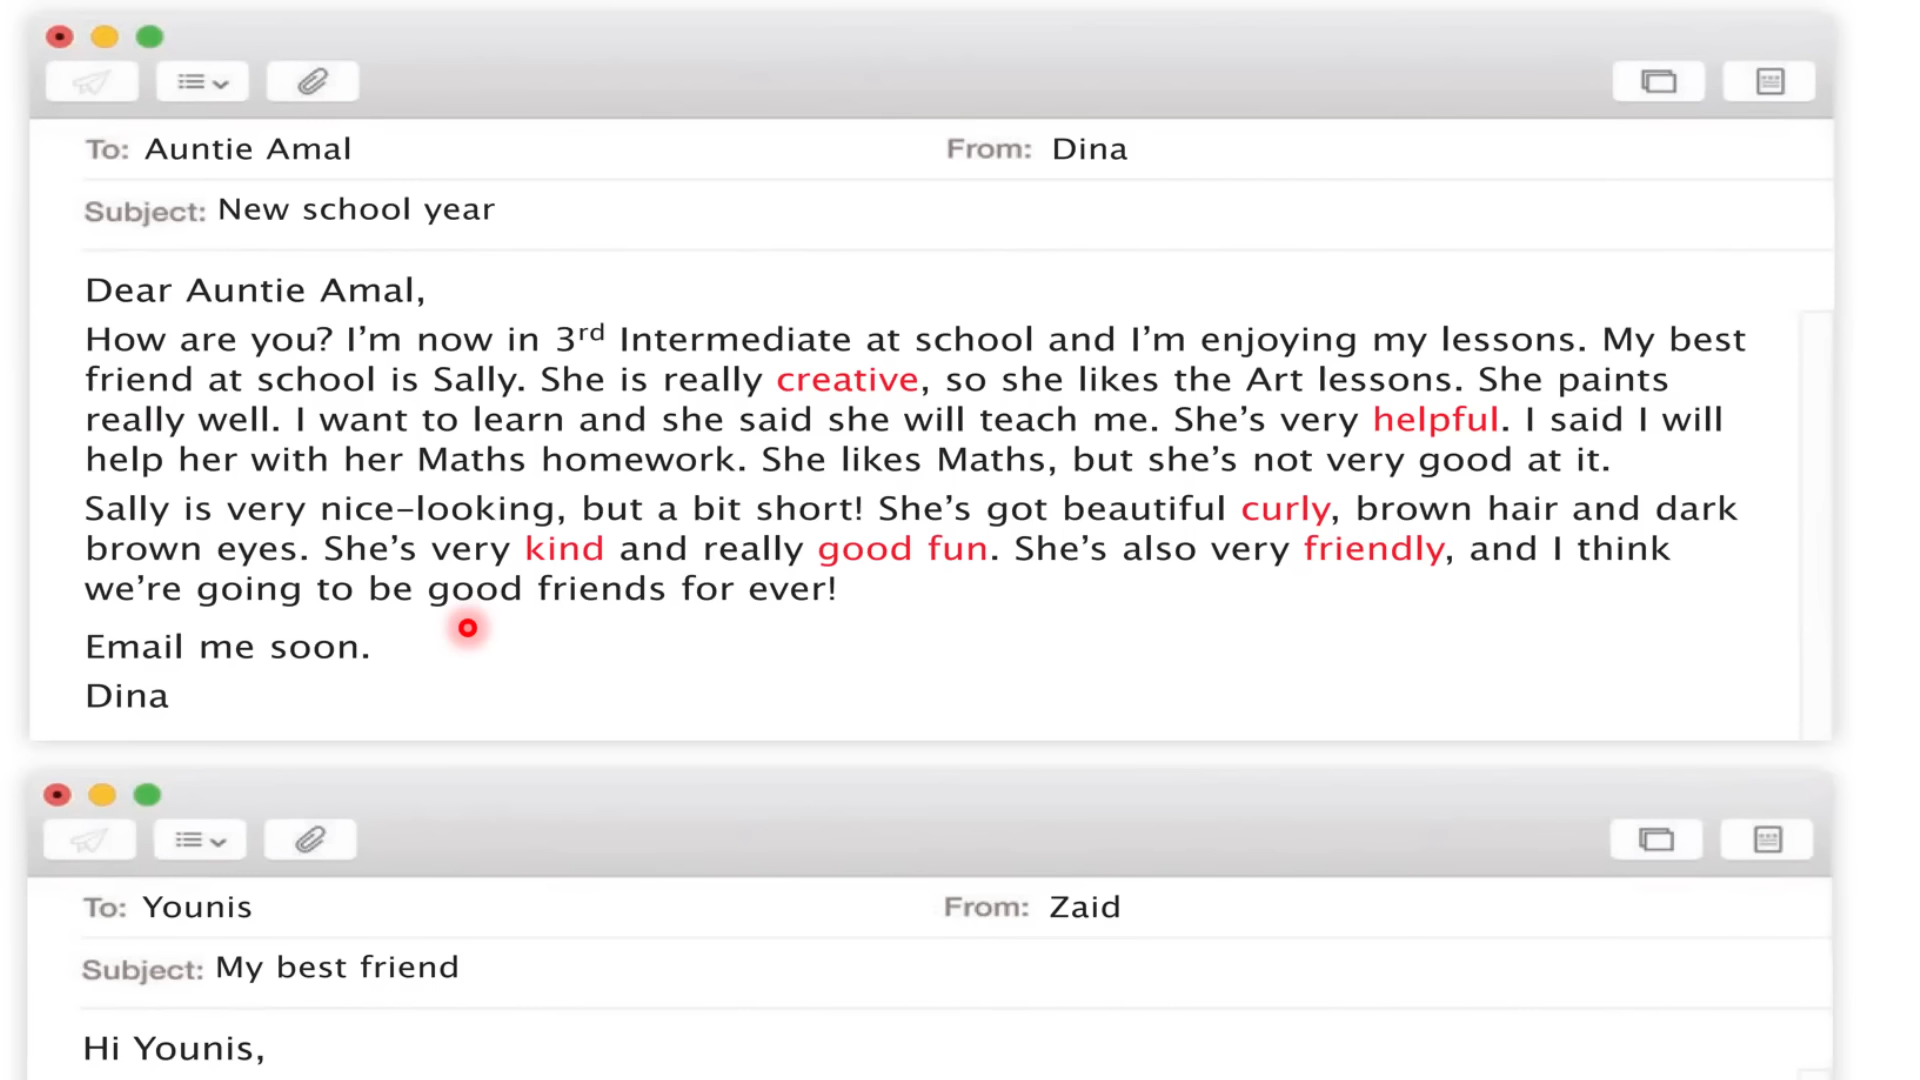 To: Auntie Amal
From: Dina
Subject: New school year
Dear Auntie Amal,
How are you? I'm now in 3rd Intermediate at school and I'm enjoying my lessons. My best
friend at school is Sally. She is really creative, so she likes the Art lessons. She paints
really well. I want to learn and she said she will teach me. She's very helpful. I said I will
help her with her Maths homework. She likes Maths, but she's not very good at it.
Sally is very nice-looking, but a bit short! She's got beautiful curly, brown hair and dark
brown eyes. She's very kind and really good fun. She's also very friendly, and I think
we're going to be good friends for ever!
Email me soon.
Dina
To: Younis
From: Zaid
Subject: My best friend
Hi Younis,